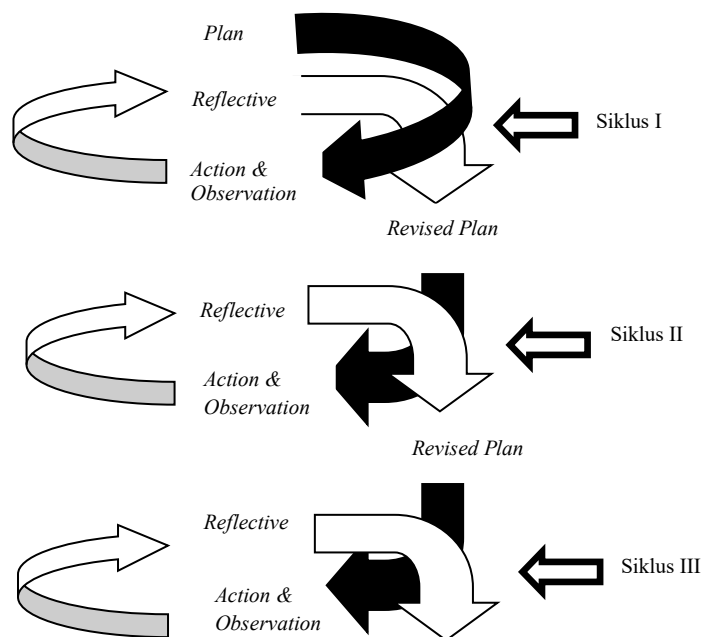 Plan
Reflective
Siklus I
Action &
Observation
Revised Plan
Reflective
Siklus II
Action &
Observation
Revised Plan
Reflective
Siklus III
Action &
Observation